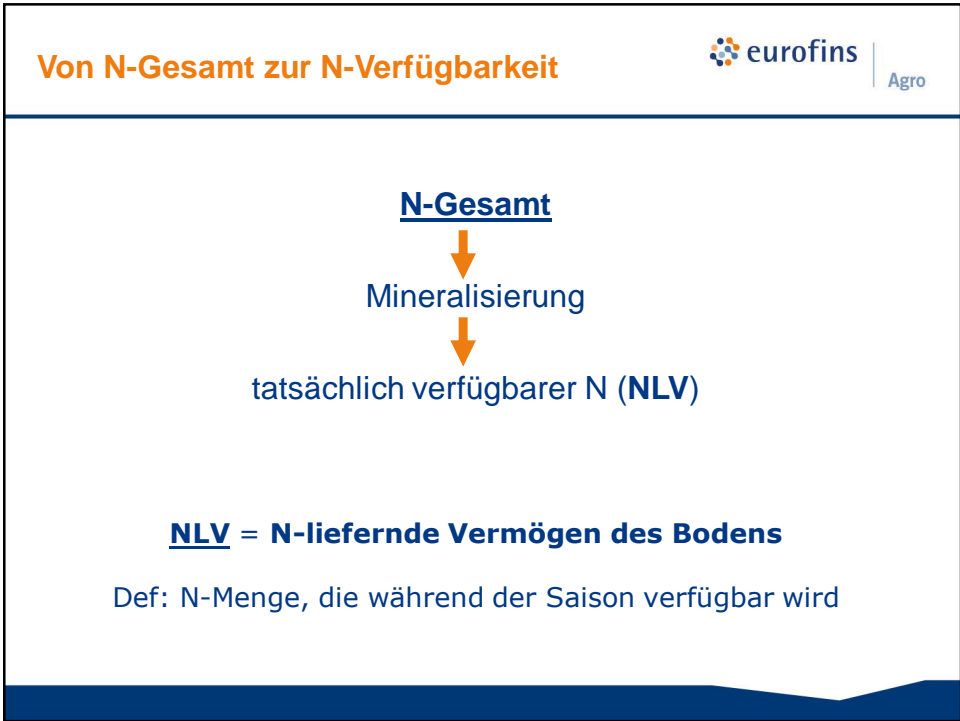 Von N-Gesamt zur N-Verfügbarkeit
eurofins
Agro
N-Gesamt
Mineralisierung
tatsächlich verfügbarer N (NLV)
NLV = N-liefernde Vermögen des Bodens
Def: N-Menge, die während der Saison verfügbar wird